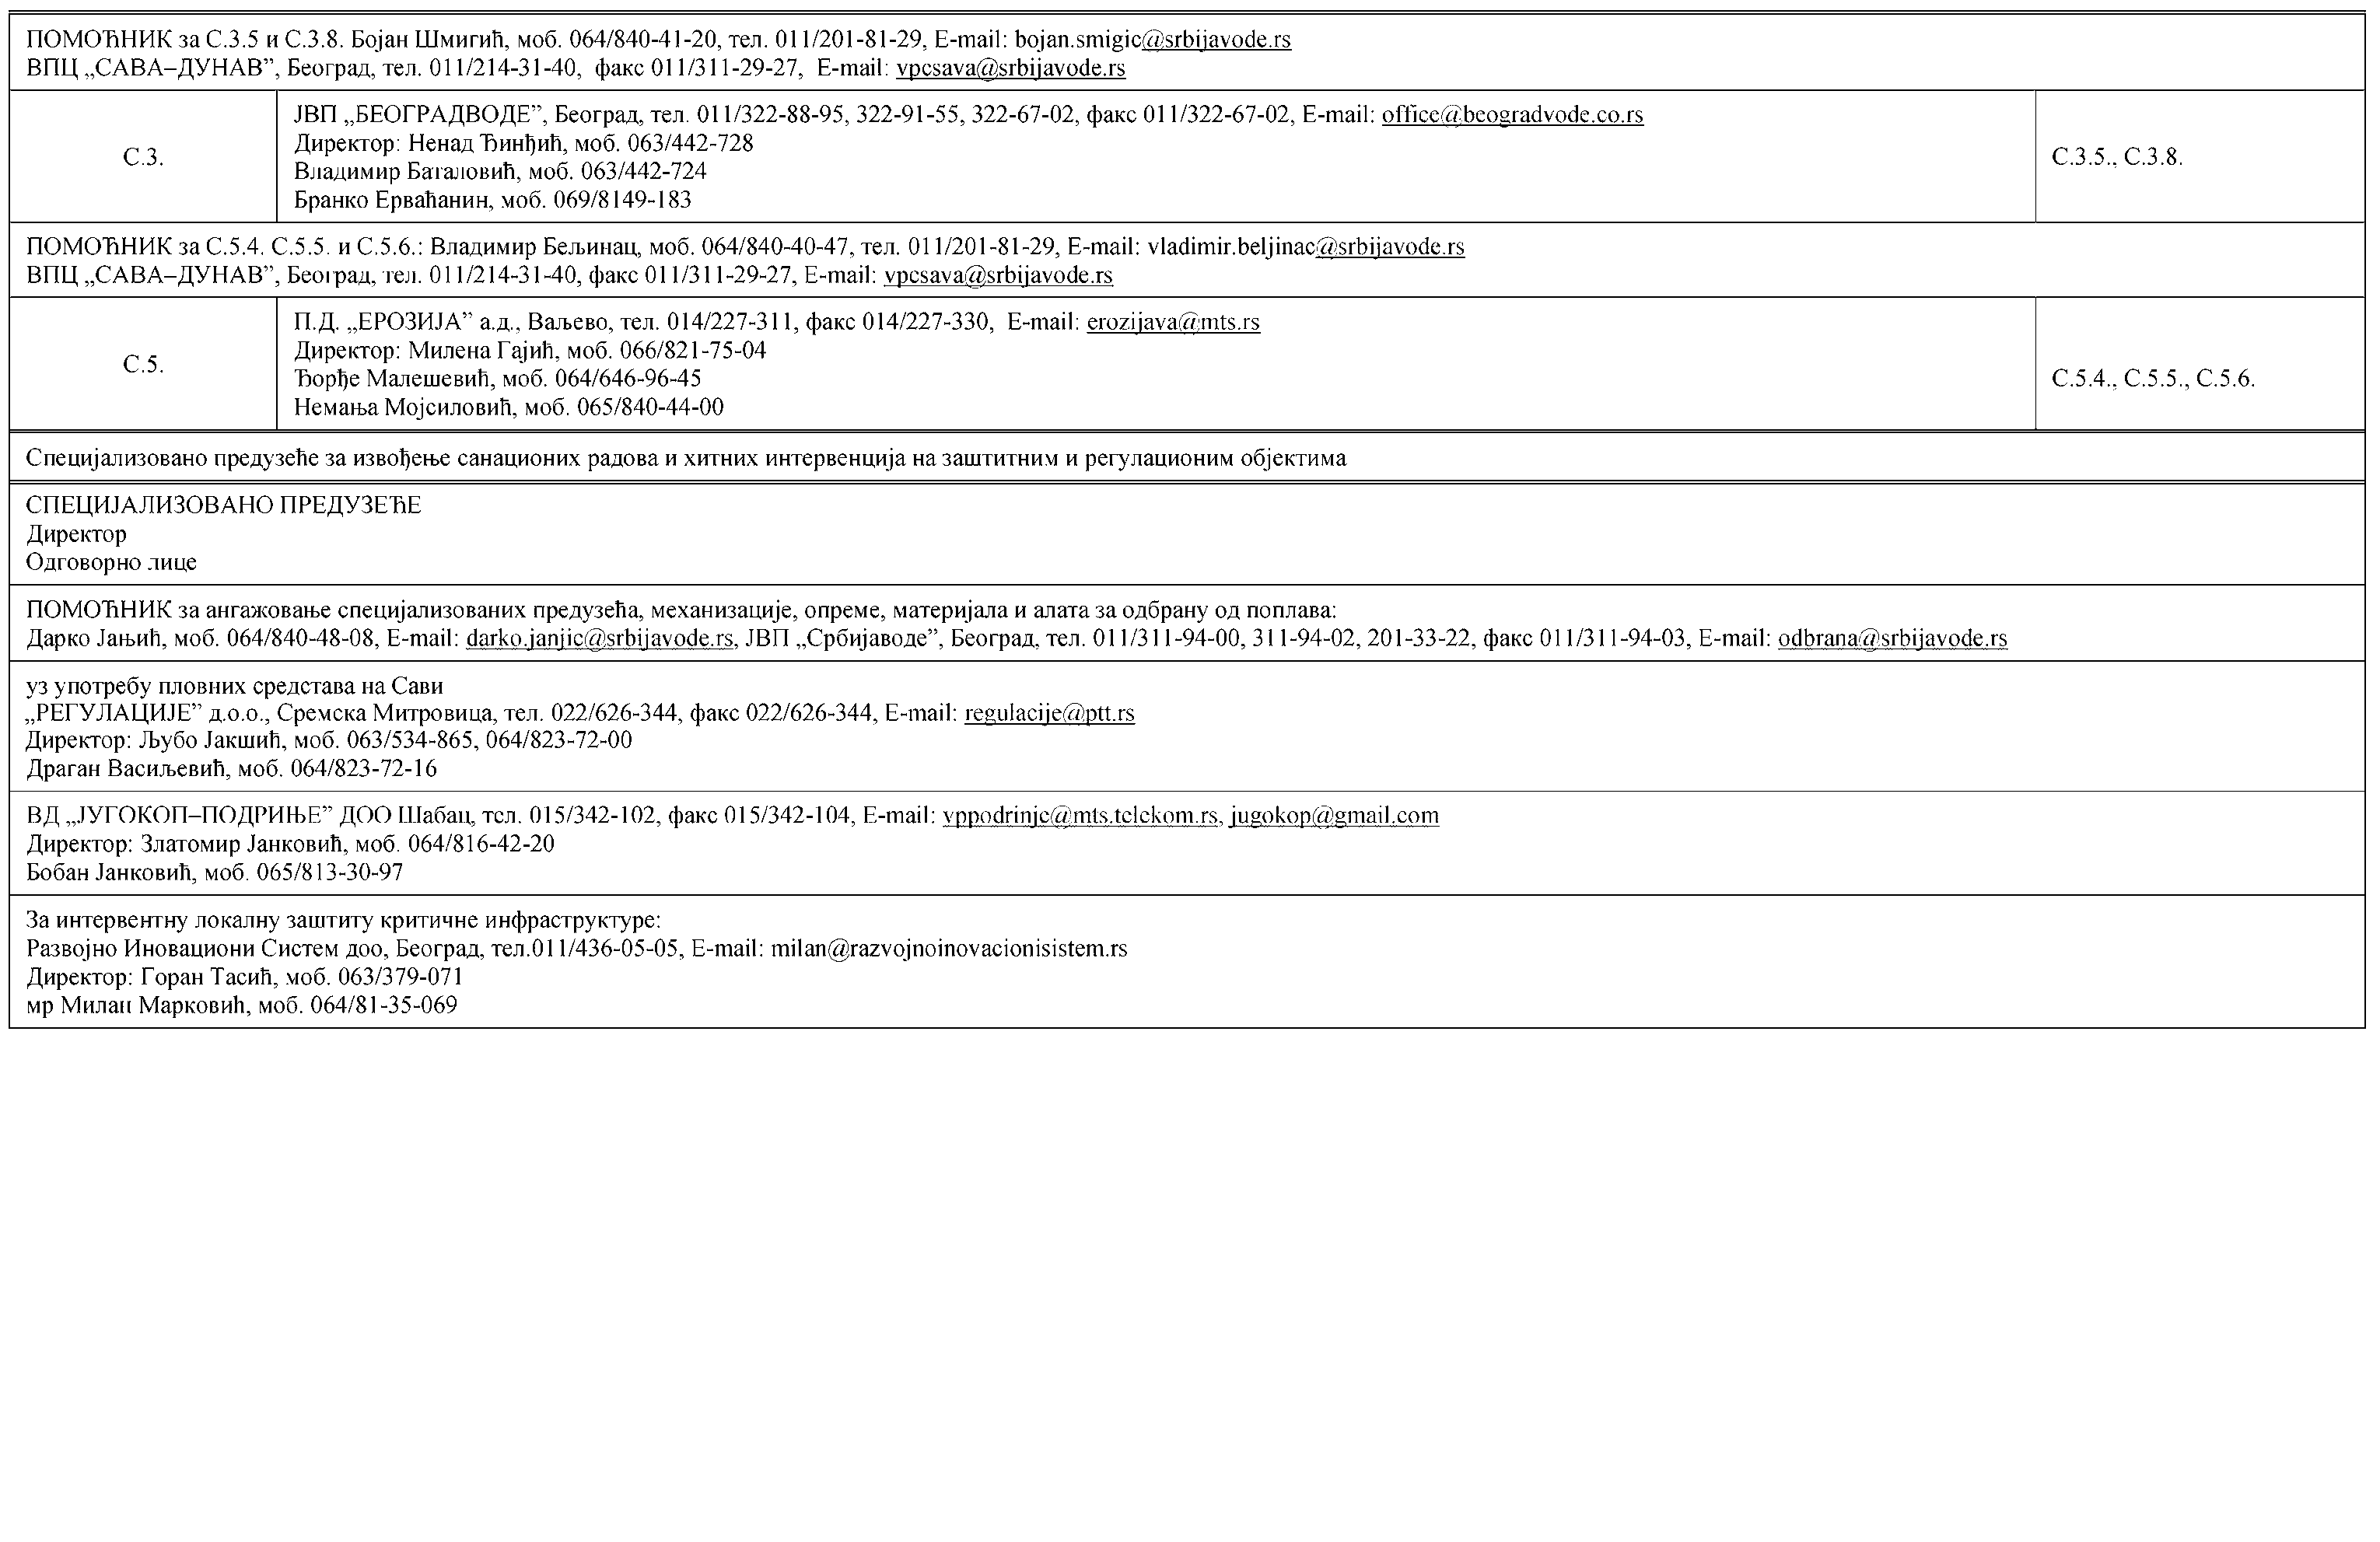 ПОМОЋНИК за С.3.5 и С.3.8. Бојан Шмигић, моб. 064/840-41-20, тел. 011/201-81-29, E-mail: bojan.smigic@srbijavode.rs
ВПЦ „САВА–ДУНАВ”, Београд, тел. 011/214-31-40, факс 011/311-29-27, E-mail: vpcsava@srbijavode.rs
С.3.
ЈВП „БЕОГРАДВОДЕ”, Београд, тел. 011/322-88-95, 322-91-55, 322-67-02, факс 011/322-67-02, E-mail: office@beogradvode.co.rs
Директор: Ненад Ђинђић, моб. 063/442-728
Владимир Баталовић, моб. 063/442-724
Бранко Ерваћанин, моб. 069/8149-183
С.3.5., С.3.8.
ПОМОЋНИК за С.5.4. С.5.5. и С.5.6.: Владимир Бељинац, моб. 064/840-40-47, тел. 011/201-81-29, E-mail: vladimir.beljinac@srbijavode.rs
ВПЦ „САВА–ДУНАВ”, Београд, тел. 011/214-31-40, факс 011/311-29-27, E-mail: vpcsava@srbijavode.rs
С.5.
П.Д. „ЕРОЗИЈА” а.д., Ваљево, тел. 014/227-311, факс 014/227-330, E-mail: erozijava@mts.rs
Директор: Милена Гајић, моб. 066/821-75-04
Ђорђе Малешевић, моб. 064/646-96-45
Немања Мојсиловић, моб. 065/840-44-00
С.5.4., С.5.5., С.5.6.
Специјализовано предузеће за извођење санационих радова и хитних интервенција на заштитним и регулационим објектима
СПЕЦИЈАЛИЗОВАНО ПРЕДУЗЕЋЕ
Директор
Одговорно лице
ПОМОЋНИК за ангажовање специјализованих предузећа, механизације, опреме, материјала и алата за одбрану од поплава:
Дарко Јањић, моб. 064/840-48-08, E-mail: darko.janjic@srbijavode.rs, ЈВП „Србијаводе”, Београд, тел. 011/311-94-00, 311-94-02, 201-33-22, факс 011/311-94-03, E-mail: odbrana@srbijavode.rs
уз употребу пловних средстава на Сави
„РЕГУЛАЦИЈЕ” д.о.о., Сремска Митровица, тел. 022/626-344, факс 022/626-344, E-mail: regulacije@ptt.rs
Директор: Љубо Јакшић, моб. 063/534-865, 064/823-72-00
Драган Васиљевић, моб. 064/823-72-16
ВД „ЈУГОКОП–ПОДРИЊЕ” ДОО Шабац, тел. 015/342-102, факс 015/342-104, E-mail: vppodrinje@mts.telekom.rs, jugokop@gmail.com
Директор: Златомир Јанковић, моб. 064/816-42-20
Бобан Јанковић, моб. 065/813-30-97
За интервентну локалну заштиту критичне инфраструктуре:
Развојно Иновациони Систем доо, Београд, тел.011/436-05-05, E-mail: milan@razvojnoinovacionisistem.rs
Директор: Горан Тасић, моб. 063/379-071
мр Милан Марковић, моб. 064/81-35-069